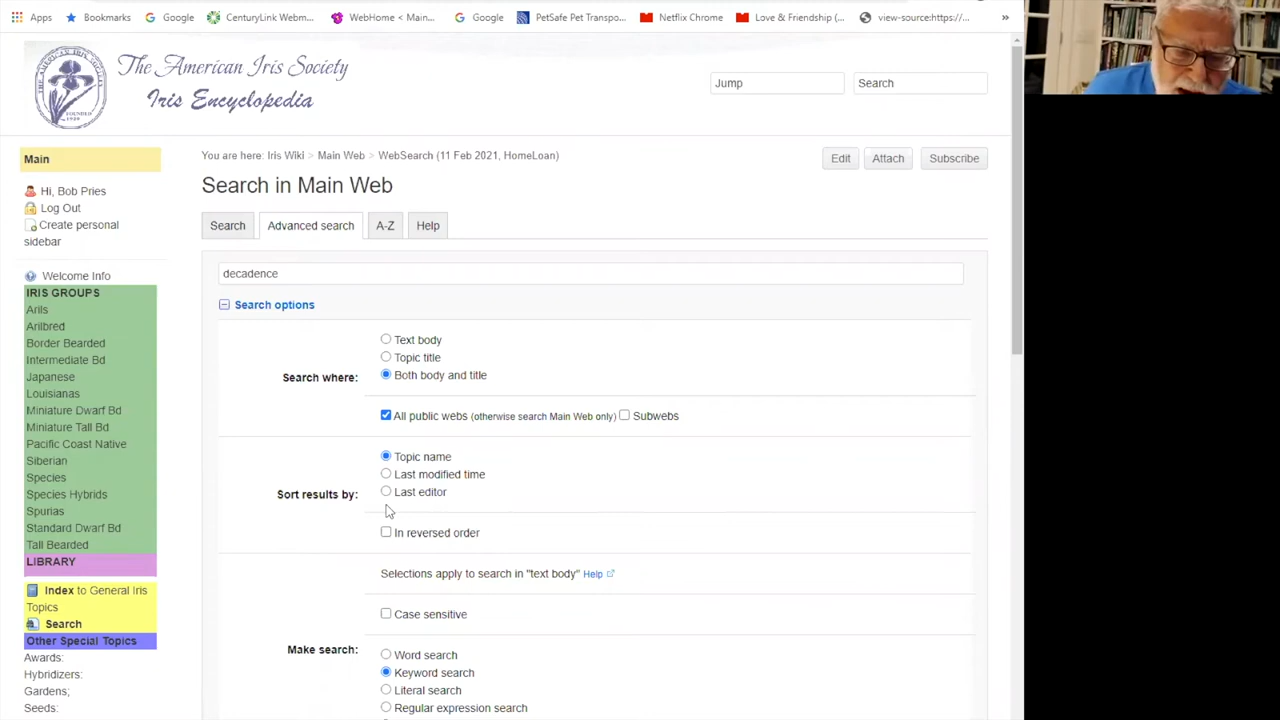 Apps Bookmarks Google CenturyLink Webm... WebHome < Main... Google PetSafe Pet Transpo... Netflix Chrome Love & Friendship (... view-source:https://... »
The American Iris Society
Iris Encyclopedia
FOUNDED
1920
Jump
Search
Main
You are here: Iris Wiki > Main Web > WebSearch (11 Feb 2021, HomeLoan)
Edit
Attach
Subscribe
Search in Main Web
Hi, Bob Pries
Log Out
Create personal
sidebar
Search
Advanced search
A-Z
Help
decadence
Welcome Info
IRIS GROUPS
Arils
Arilbred
Border Bearded
Intermediate Bd
Japanese
Louisianas
Miniature Dwarf Bd
Miniature Tall Bd
Pacific Coast Native
Siberian
Species
Species Hybrids
Spurias
Standard Dwarf Bd
Tall Bearded
LIBRARY
Index to General Iris
Topics
Search
Other Special Topics
Awards:
Hybridizers:
Gardens;
Seeds:
Search options
Search where:
Text body
Topic title
Both body and title
All public webs (otherwise search Main Web only) Subwebs
Sort results by:
Topic name
Last modified time
Last editor
In reversed order
Selections apply to search in "text body" Help
Case sensitive
Make search:
Word search
Keyword search
Literal search
Regular expression search